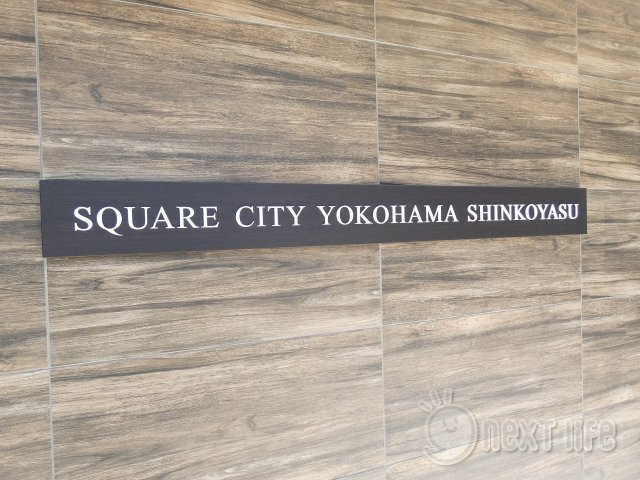 SQUARE CITY YOKOHAMA SHINKOYASU
next life